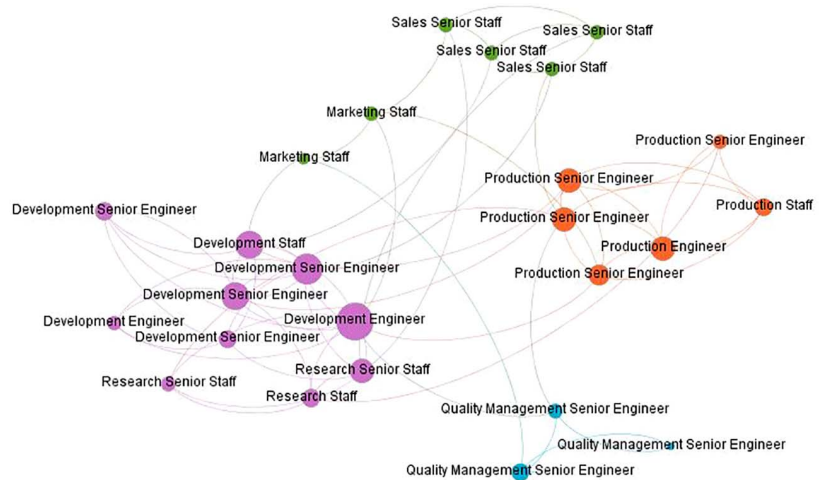 Sales Senior Staff
Sales Senior Staff
Sales Senior Staff
Sales Senior Staff
Marketing Staff
Production Senior Engineer
Marketing Staff
Production Senior Engineer
Production Staff
Development Senior Engineer
Production Senior Engineer
Development Staff
Production Engineer
Development Senior Engineer
Production Senior Engineer
Development Senior Engineer
Development Engineer
Development Engineer
Development Senior Engineer
Research Senior Staff
Research Senior Staff
Research Staff
Quality Management Senior Engineer
Quality Management Senior Engineer
Quality Management Senior Engineer